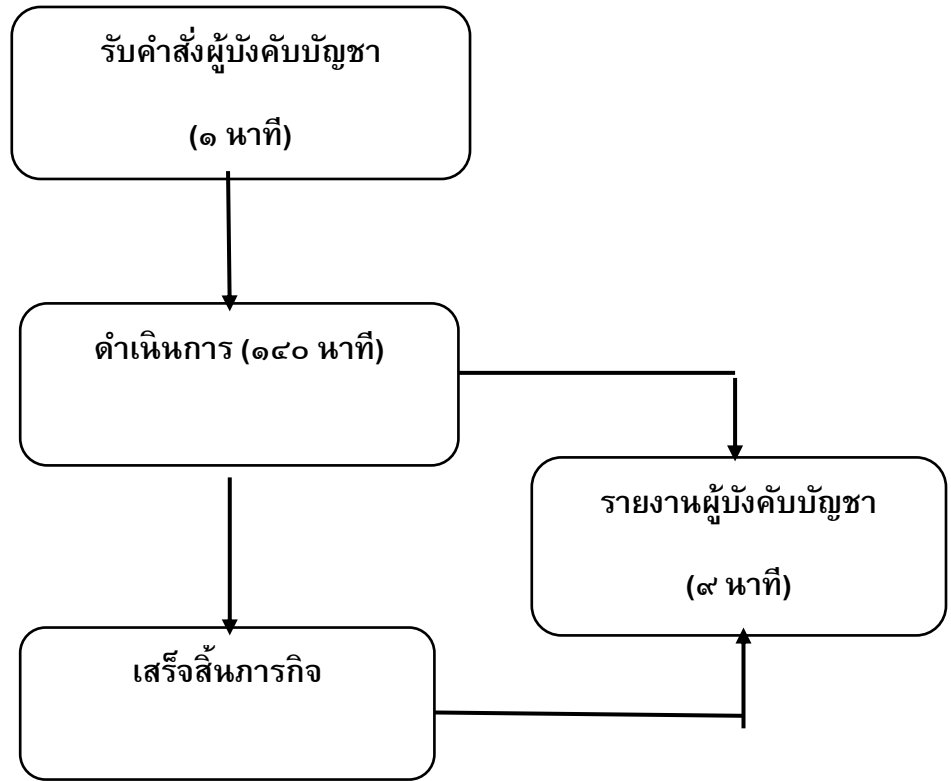 รับคำสั่งผู้บังคับบัญชา
(๑ นาที)
ดำเนินการ (๑๔๐ นาที)
รายงานผู้บังคับบัญชา
(๙ นาที)
เสร็จสิ้นภารกิจ